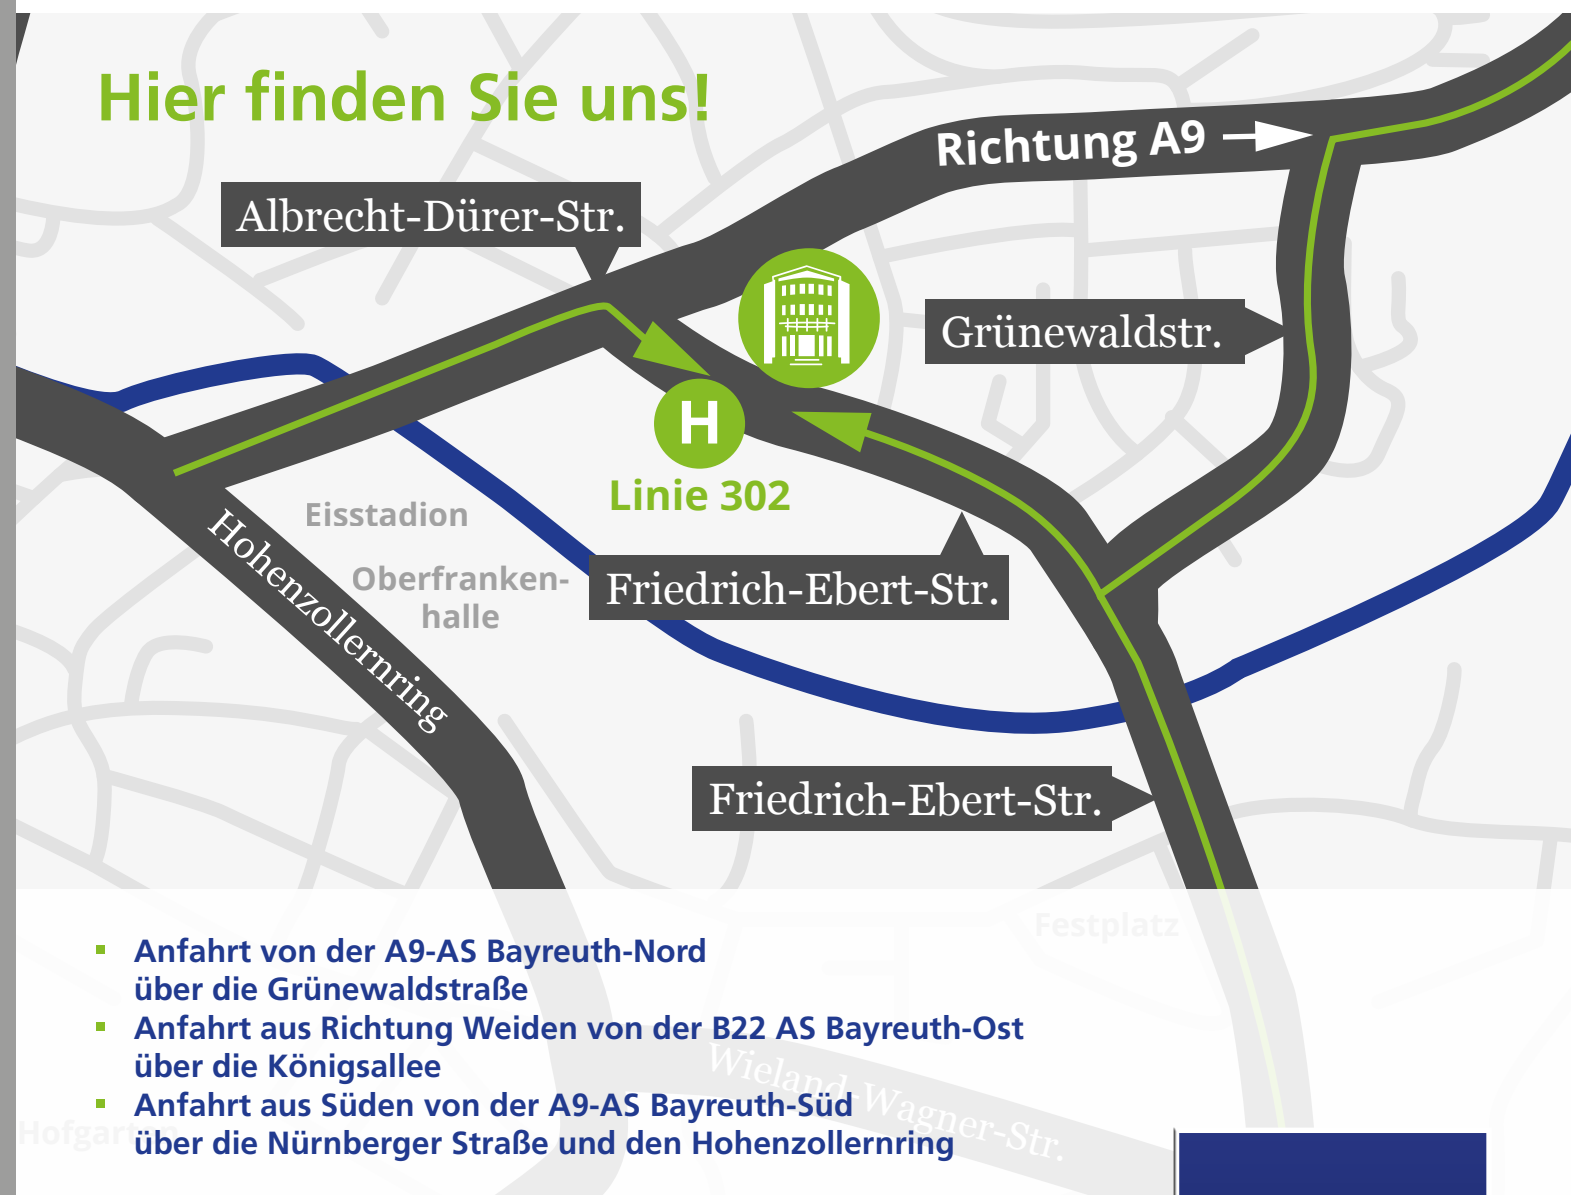 Hier finden Sie uns!
Richtung A9
Albrecht-Dürer-Str.
Grünewaldstr.
H
Linie 302
Eisstadion
Hohenzollernring
Oberfranken-
halle
Friedrich-Ebert-Str.
Friedrich-Ebert-Str.
Festplatz
Anfahrt von der A9-AS Bayreuth-Nord
über die Grünewaldstraße
Anfahrt aus Richtung Weiden von der B22 AS Bayreuth-Ost
über die Königsallee
Wieland-Wagner-Str.
Anfahrt aus Süden von der A9-AS Bayreuth-Süd
Hofgarten
über die Nürnberger Straße und den Hohenzollernring